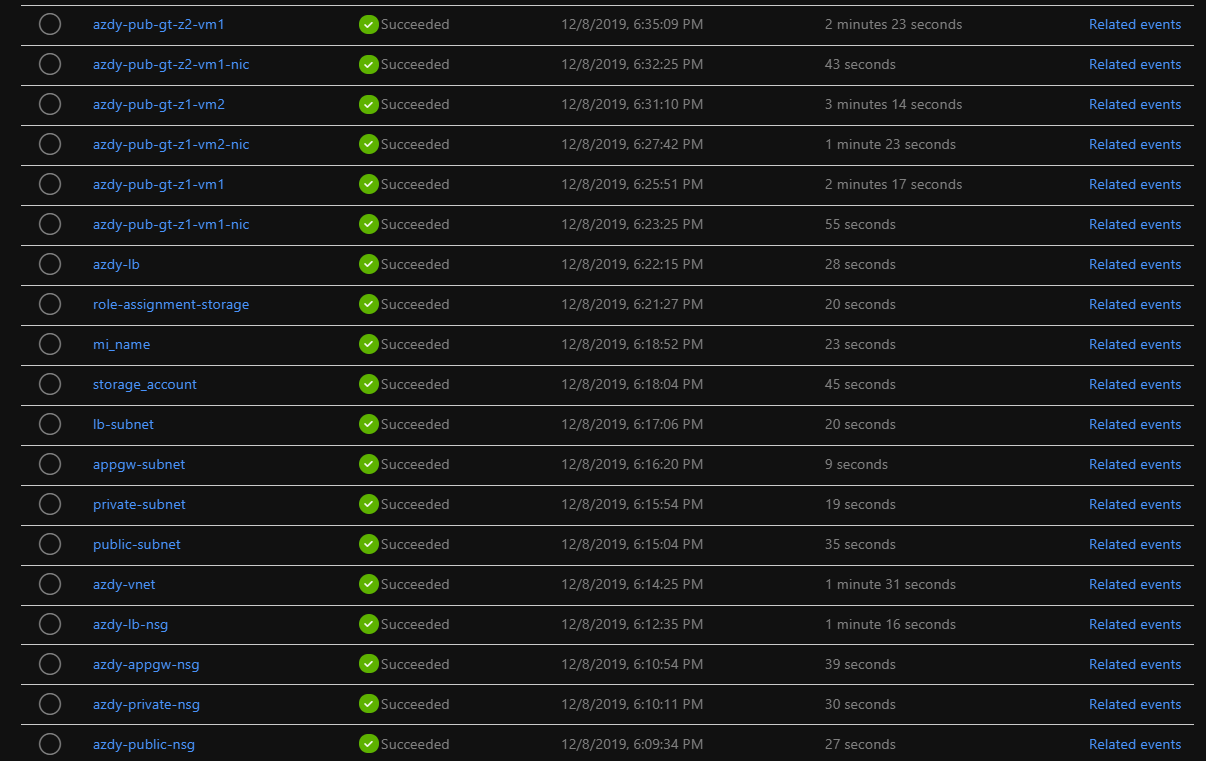 azdy-pub-gt-z2-vm1 Succeeded 12/8/2019, 6:35:09 PM 2 minutes 23 seconds Related events
azdy-pub-gt-z2-vm1-nic Succeeded 12/8/2019, 6:32:25 PM 43 seconds Related events
azdy-pub-gt-z1-vm2 Succeeded 12/8/2019, 6:31:10 PM 3 minutes 14 seconds Related events
azdy-pub-gt-z1-vm2-nic Succeeded 12/8/2019, 6:27:42 PM 1 minute 23 seconds Related events
azdy-pub-gt-z1-vm1 Succeeded 12/8/2019, 6:25:51 PM 2 minutes 17 seconds Related events
azdy-pub-gt-z1-vm1-nic Succeeded 12/8/2019, 6:23:25 PM 55 seconds Related events
azdy-lb Succeeded 12/8/2019, 6:22:15 PM 28 seconds Related events
role-assignment-storage Succeeded 12/8/2019, 6:21:27 PM 20 seconds Related events
mi_name Succeeded 12/8/2019, 6:18:52 PM 23 seconds Related events
storage_account Succeeded 12/8/2019, 6:18:04 PM 45 seconds Related events
lb-subnet Succeeded 12/8/2019, 6:17:06 PM 20 seconds Related events
appgw-subnet Succeeded 12/8/2019, 6:16:20 PM 9 seconds Related events
private-subnet Succeeded 12/8/2019, 6:15:54 PM 19 seconds Related events
public-subnet Succeeded 12/8/2019, 6:15:04 PM 35 seconds Related events
azdy-vnet Succeeded 12/8/2019, 6:14:25 PM 1 minute 31 seconds Related events
azdy-lb-nsg Succeeded 12/8/2019, 6:12:35 PM 1 minute 16 seconds Related events
azdy-appgw-nsg Succeeded 12/8/2019, 6:10:54 PM 39 seconds Related events
azdy-private-nsg Succeeded 12/8/2019, 6:10:11 PM 30 seconds Related events
azdy-public-nsg Succeeded 12/8/2019, 6:09:34 PM 27 seconds Related events